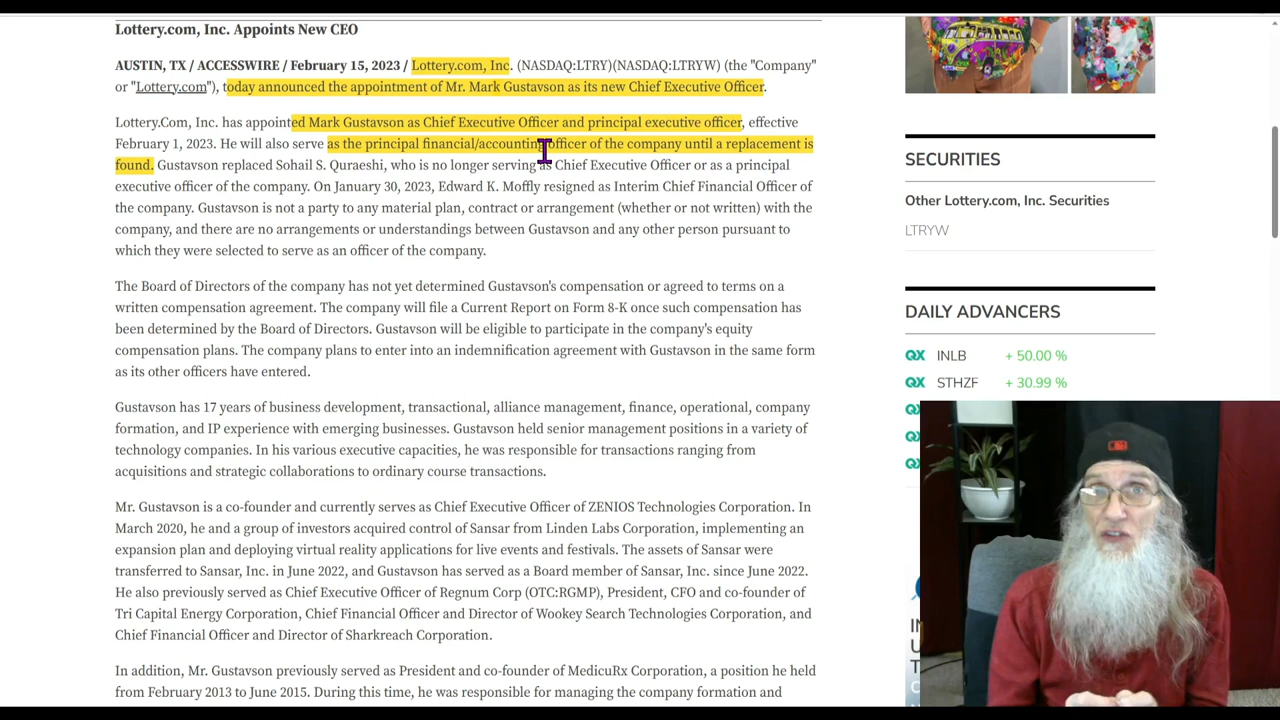 Lottery.com, Inc. Appoints New CEO
AUSTIN, TX / ACCESSWIRE / February 15, 2023 / Lottery.com, Inc. (NASDAQ:LTRY)(NASDAQ:LTRYW) (the "Company"
or "Lottery.com"), today announced the appointment of Mr. Mark Gustavson as its new Chief Executive Officer.
Lottery.Com, Inc. has appointed Mark Gustavson as Chief Executive Officer and principal executive officer, effective
February 1, 2023. He will also serve as the principal financial/accounting officer of the company until a replacement is
found. Gustavson replaced Sohail S. Quraeshi, who is no longer serving as Chief Executive Officer or as a principal
executive officer of the company. On January 30, 2023, Edward K. Moffly resigned as Interim Chief Financial Officer of
the company. Gustavson is not a party to any material plan, contract or arrangement (whether or not written) with the
company, and there are no arrangements or understandings between Gustavson and any other person pursuant to
which they were selected to serve as an officer of the company.
The Board of Directors of the company has not yet determined Gustavson's compensation or agreed to terms on a
written compensation agreement. The company will file a Current Report on Form 8-K once such compensation has
been determined by the Board of Directors. Gustavson will be eligible to participate in the company's equity
compensation plans. The company plans to enter into an indemnification agreement with Gustavson in the same form
as its other officers have entered.
Gustavson has 17 years of business development, transactional, alliance management, finance, operational, company
formation, and IP experience with emerging businesses. Gustavson held senior management positions in a variety of
technology companies. In his various executive capacities, he was responsible for transactions ranging from
acquisitions and strategic collaborations to ordinary course transactions.
Mr. Gustavson is a co-founder and currently serves as Chief Executive Officer of ZENIOS Technologies Corporation. In
March 2020, he and a group of investors acquired control of Sansar from Linden Labs Corporation, implementing an
expansion plan and deploying virtual reality applications for live events and festivals. The assets of Sansar were
transferred to Sansar, Inc. in June 2022, and Gustavson has served as a Board member of Sansar, Inc. since June 2022.
He also previously served as Chief Executive Officer of Regnum Corp (OTC:RGMP), President, CFO and co-founder of
Tri Capital Energy Corporation, Chief Financial Officer and Director of Wookey Search Technologies Corporation, and
Chief Financial Officer and Director of Sharkreach Corporation.
In addition, Mr. Gustavson previously served as President and co-founder of MedicuRx Corporation, a position he held
from February 2013 to June 2015. During this time, he was responsible for managing the company formation and
SECURITIES
Other Lottery.com, Inc. Securities
LTRYW
DAILY ADVANCERS
QX INLB + 50.00 %
QX STHZF + 30.99 %